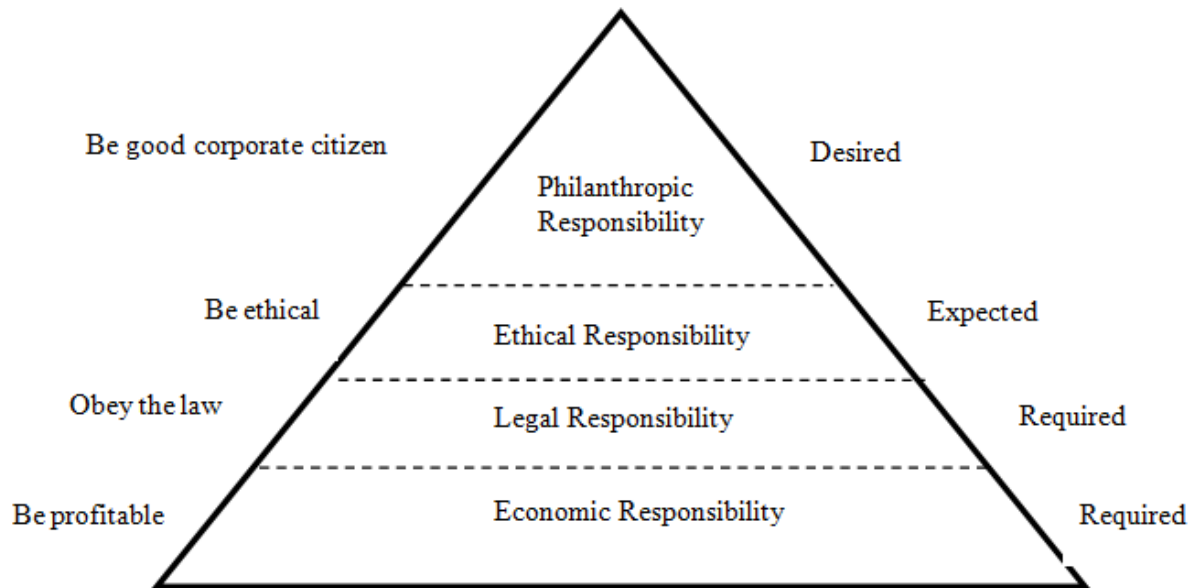 Be good corporate citizen
Desired
Philanthropic
Responsibility
Be ethical
Expected
Ethical Responsibility
Obey the law
Legal Responsibility
Required
Be profitable
Economic Responsibility
Required